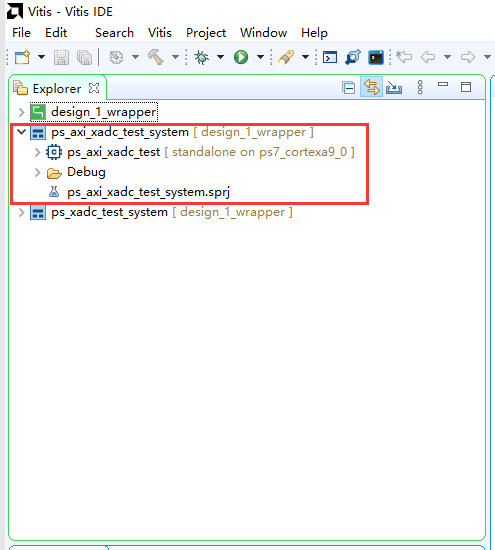 Vitis - Vitis IDE
File Edit Search Vitis Project Window Help
Explorer
design_1_wrapper
ps_axi_xadc_test_system [ design_1_wrapper ]
ps_axi_xadc_test [ standalone on ps7_cortexa9_0 ]
Debug
ps_axi_xadc_test_system.sprj
ps_xadc_test_system [ design_1_wrapper ]